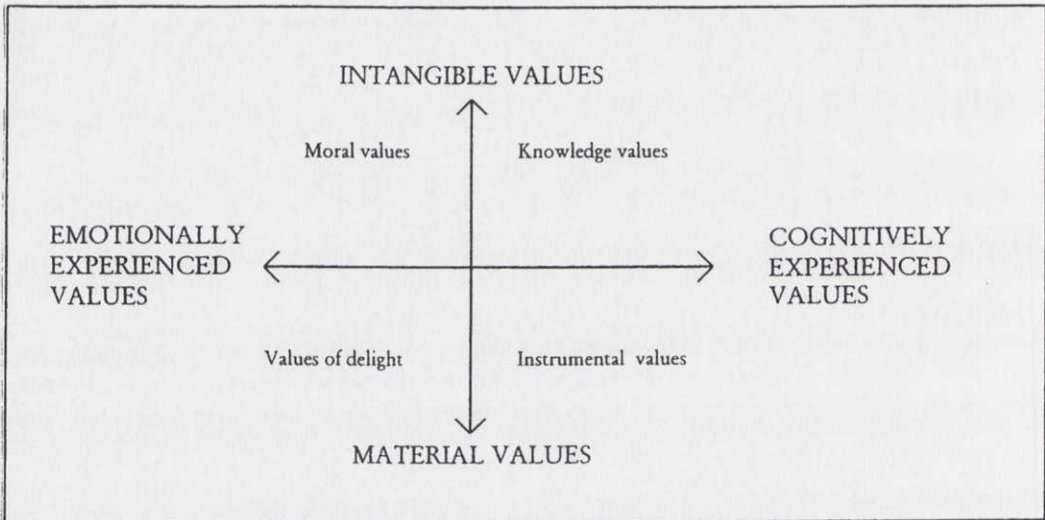 INTANGIBLE VALUES
Moral values
Knowledge values
EMOTIONALLY
EXPERIENCED
VALUES
COGNITIVELY
EXPERIENCED
VALUES
Values of delight
Instrumental values
MATERIAL VALUES